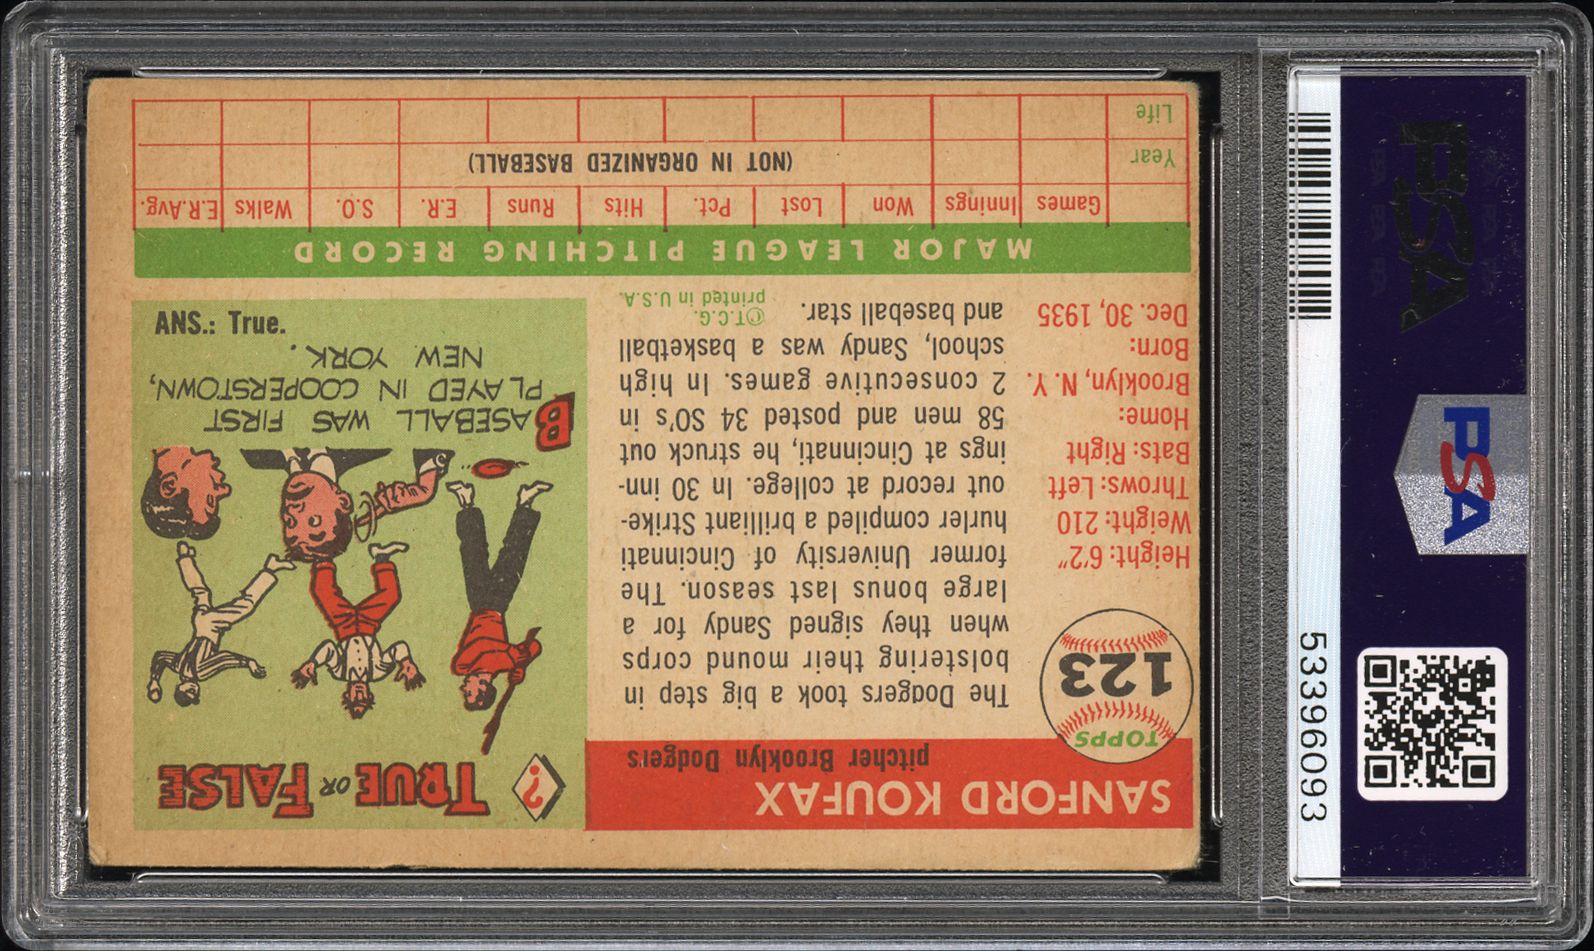 SANFORD KOUFAX
pitcher Brooklyn Dodgers
TOPPS
123
Height: 6'2"
Weight: 210
Throws: Left
Bats: Right
Home:
Brooklyn, N. Y.
Born:
Dec. 30, 1935
The Dodgers took a big step in
bolstering their mound corps
when they signed Sandy for a
large bonus last season. The
former University of Cincinnati
hurler compiled a brilliant Strike-
out record at college. In 30 inn-
ings at Cincinnati, he struck out
58 men and posted 34 SO's in
2 consecutive games. In high
school, Sandy was a basketball
and baseball star.
©T.C.G.
printed in U.S.A.
? TRUE OR FALSE
BASEBALL WAS FIRST
PLAYED IN COOPERSTOWN,
NEW YORK.
ANS.: True.
MAJOR LEAGUE PITCHING RECORD
Games Innings Won Lost Pct. Hits Runs E.R. S.O. Walks E.R.Avg.
Year (NOT IN ORGANIZED BASEBALL)
Life
PSA
PSA
53396093